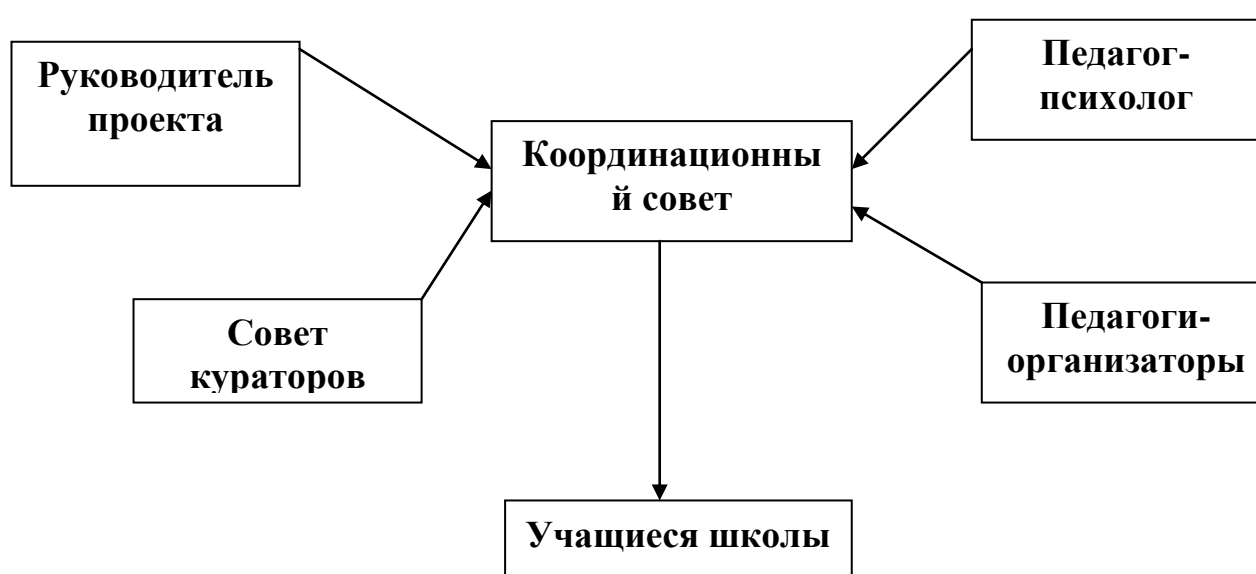 Руководитель
проекта
Педагог-
психолог
Координационны
й совет
Совет
кураторов
Педагоги-
организаторы
Учащиеся школы